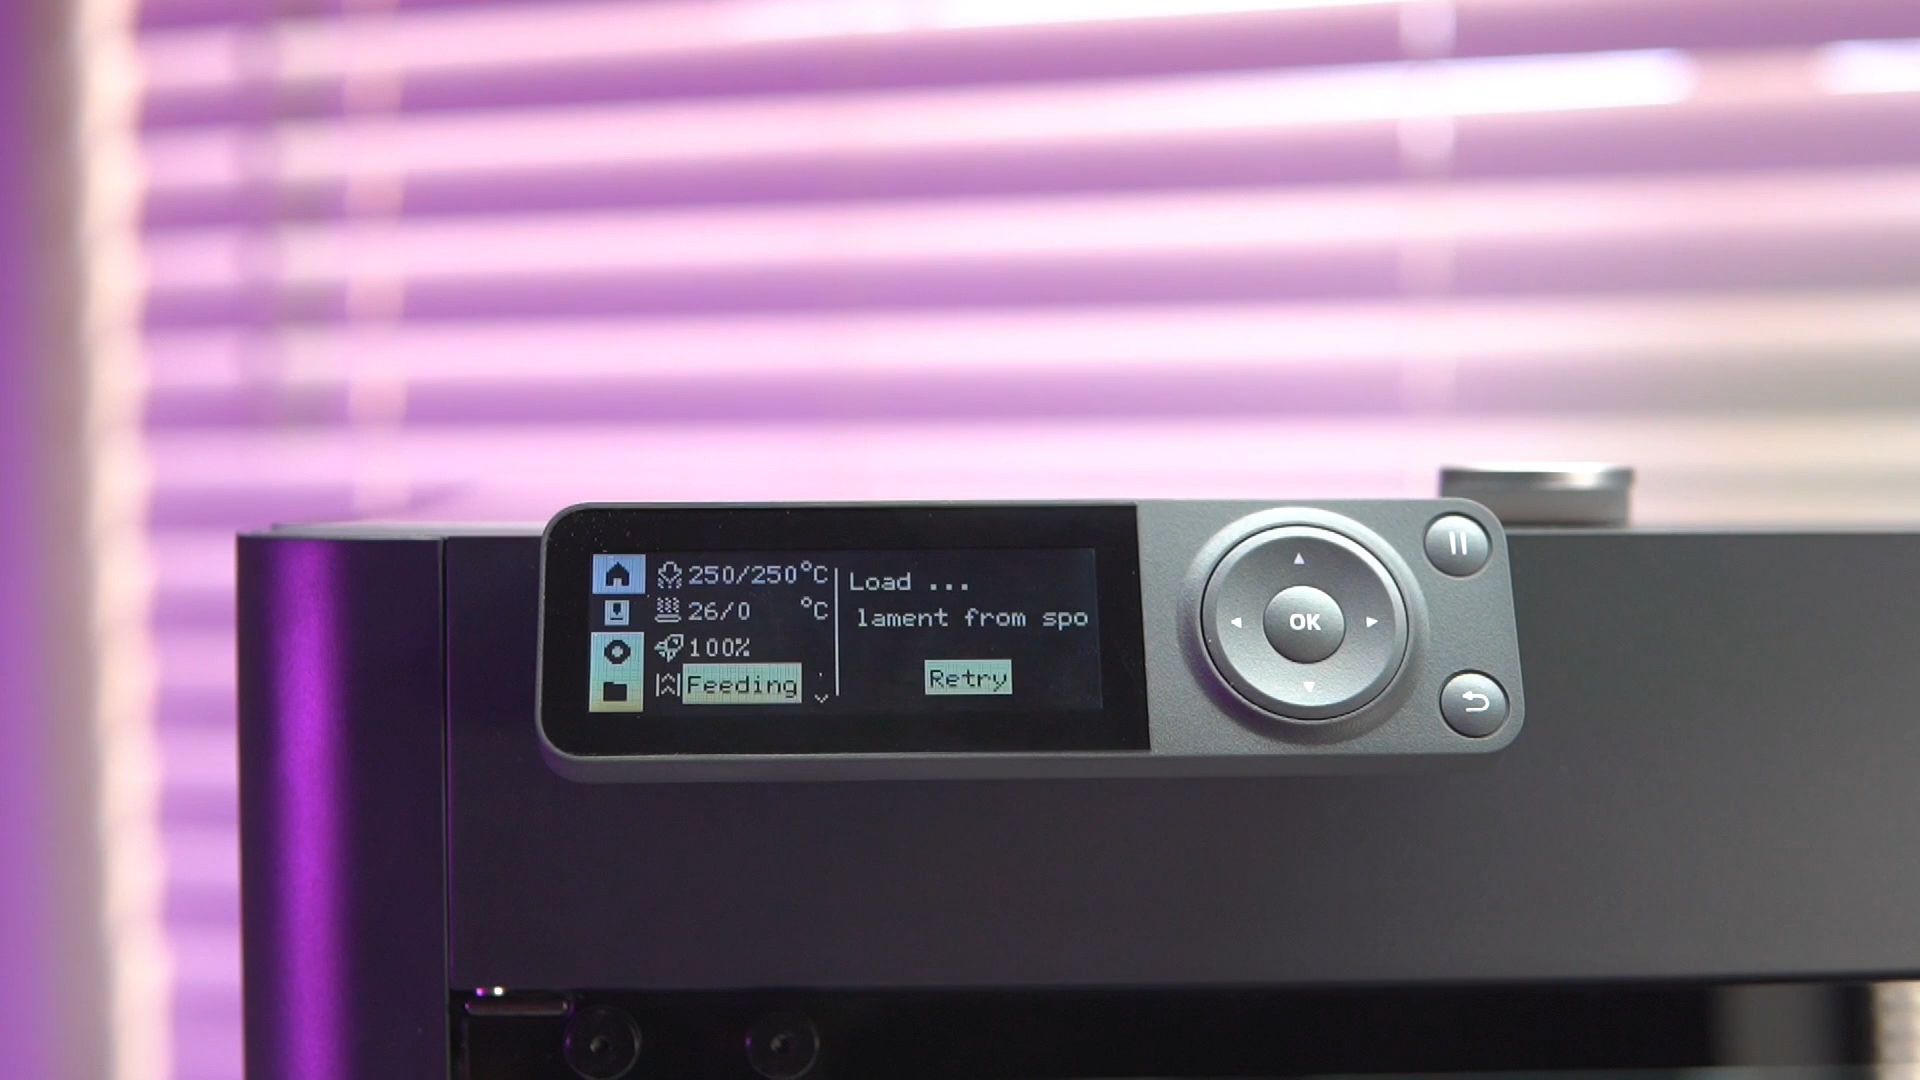 250/250°C
26/0 °C
100%
Feeding
Load ...
lament from spo
Retry
OK